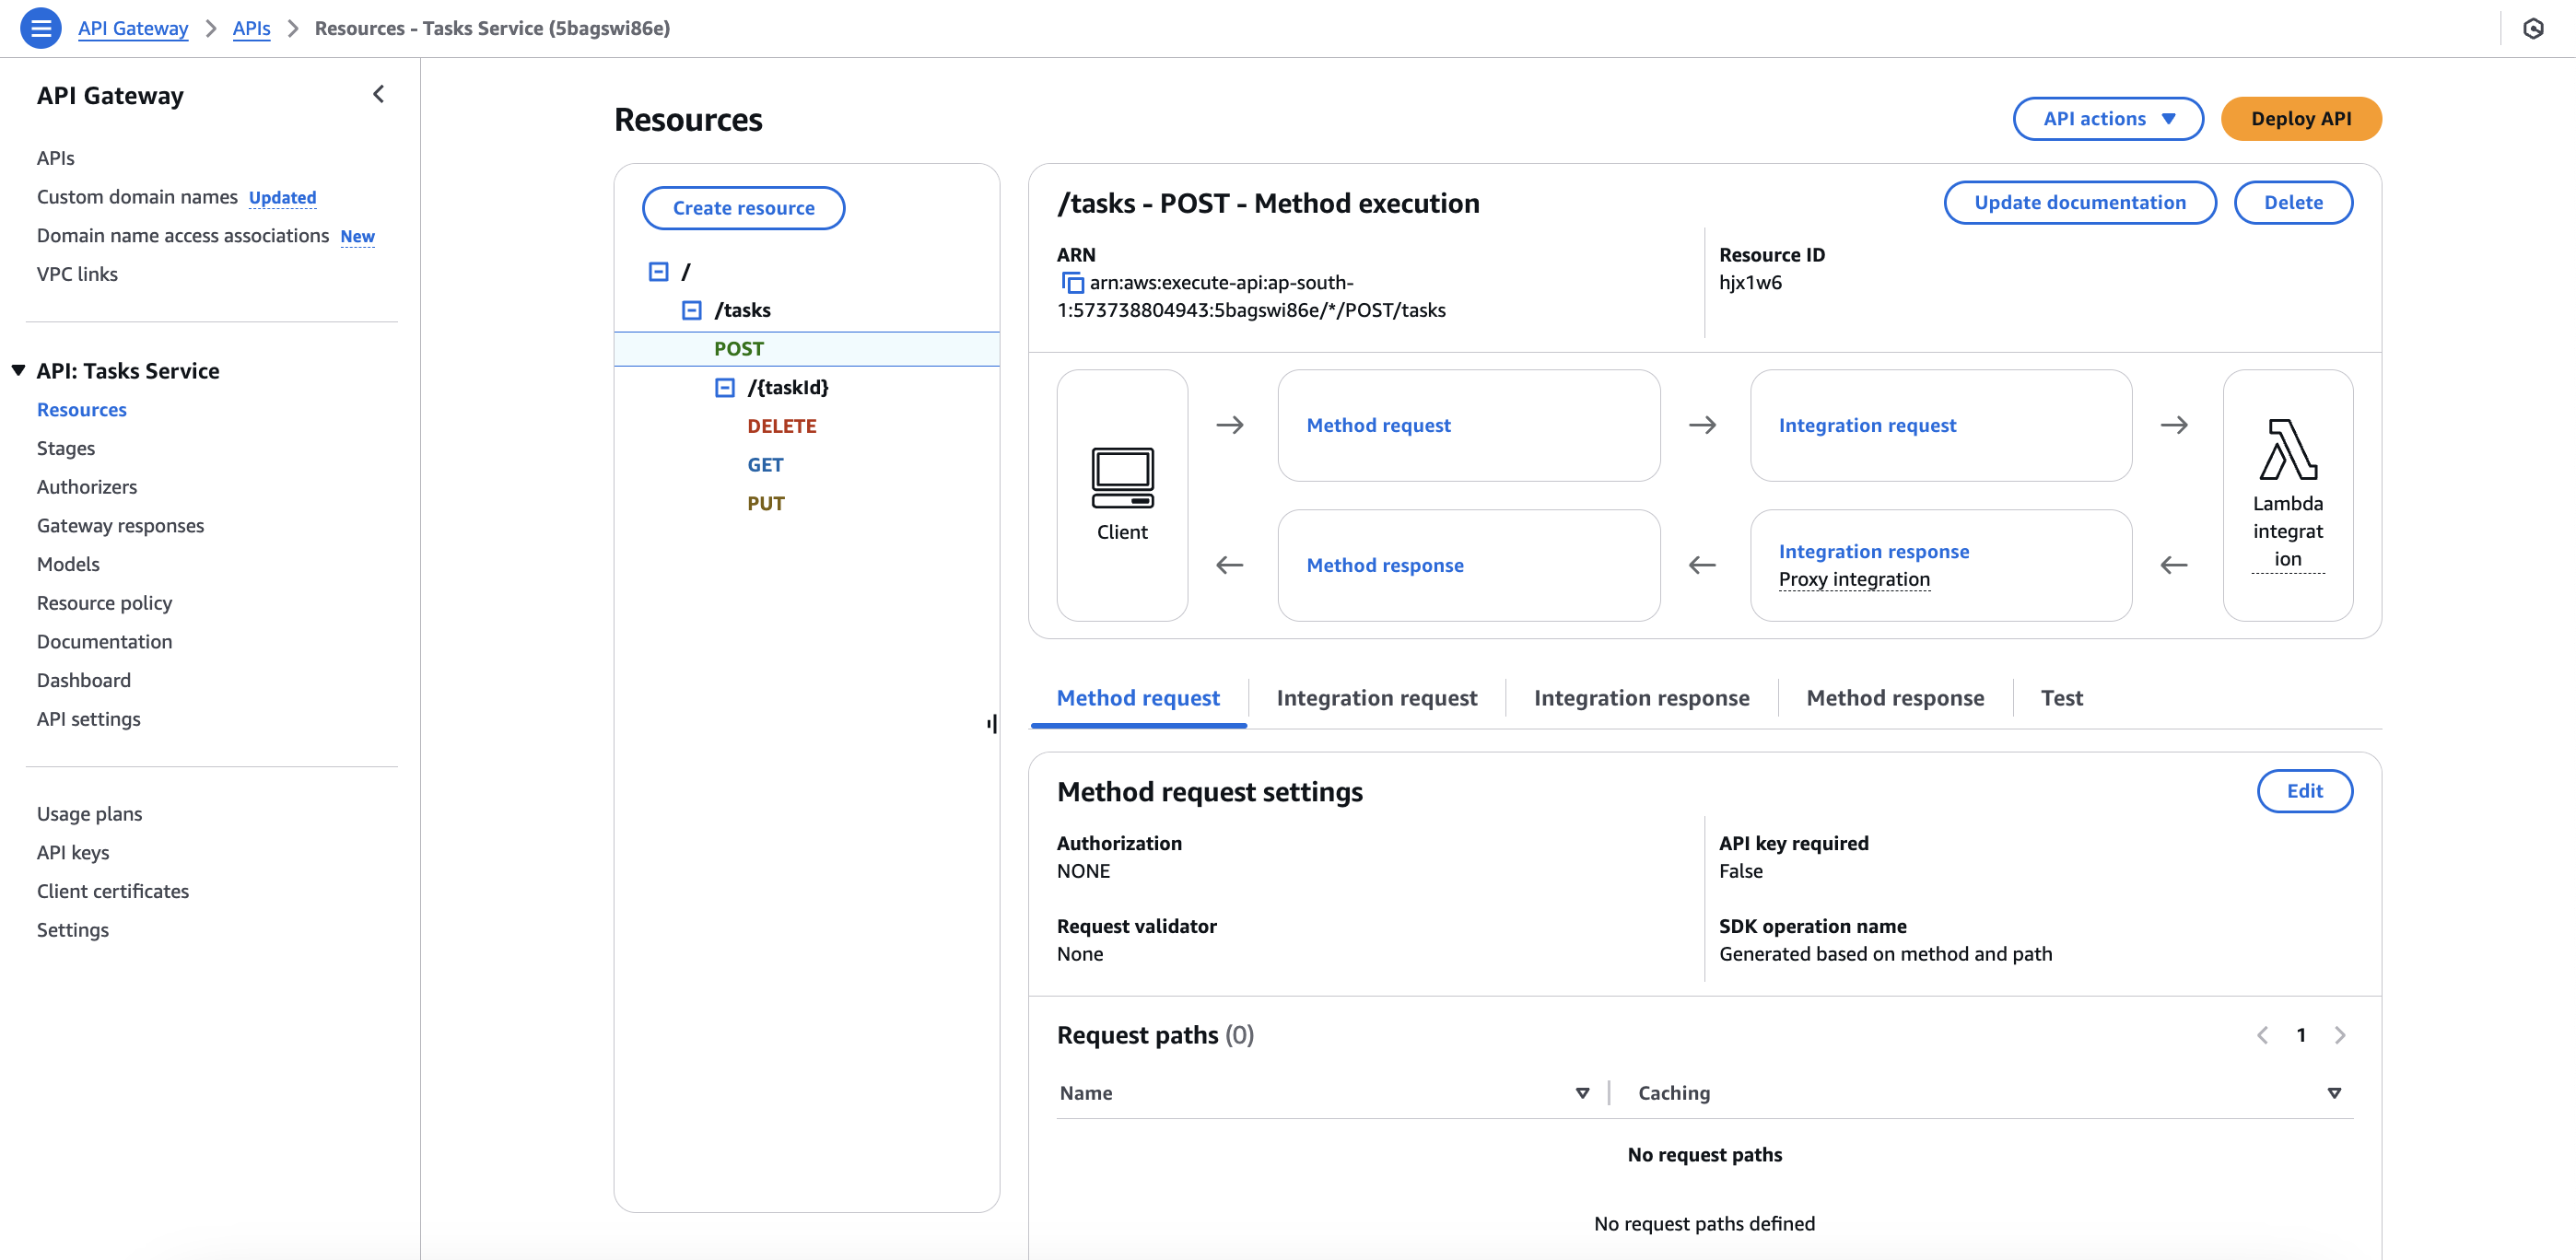 API Gateway > APIs > Resources - Tasks Service (5bagswi86e)
API Gateway
APIs
Custom domain names Updated
Domain name access associations New
VPC links
API: Tasks Service
Resources
Stages
Authorizers
Gateway responses
Models
Resource policy
Documentation
Dashboard
API settings
Usage plans
API keys
Client certificates
Settings
Resources
API actions
Deploy API
Create resource
/
/tasks
POST
/{taskId}
DELETE
GET
PUT
/tasks - POST - Method execution
Update documentation
Delete
ARN
arn:aws:execute-api:ap-south-
1:573738804943:5bagswi86e/*/POST/tasks
Resource ID
hjx1w6
Client
Method request
Integration request
Lambda
integrat
ion
Method response
Integration response
Proxy integration
Method request
Integration request
Integration response
Method response
Test
Method request settings
Edit
Authorization
NONE
API key required
False
Request validator
None
SDK operation name
Generated based on method and path
Request paths (0)
1
Name
Caching
No request paths
No request paths defined